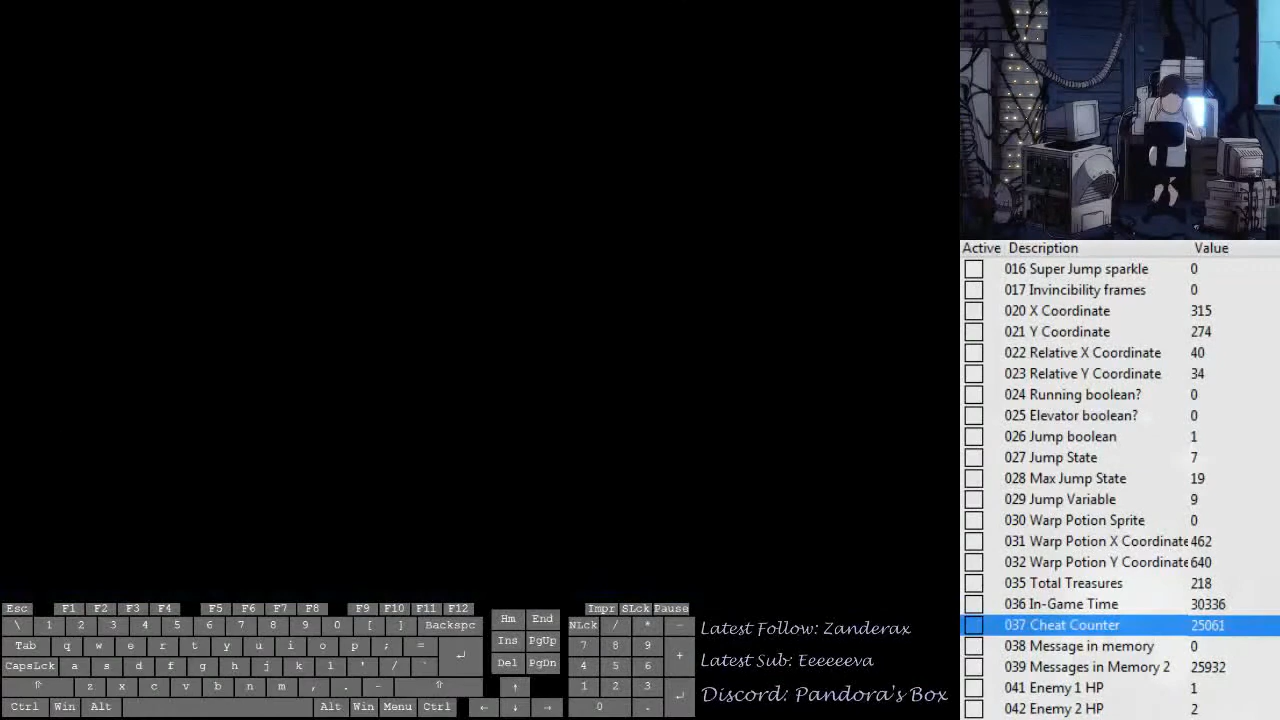 Active Description Value
016 Super Jump sparkle 0
017 Invincibility frames 0
020 X Coordinate 315
021 Y Coordinate 274
022 Relative X Coordinate 40
023 Relative Y Coordinate 34
024 Running boolean? 0
025 Elevator boolean? 0
026 Jump boolean 1
027 Jump State 7
028 Max Jump State 19
029 Jump Variable 9
030 Warp Potion Sprite 0
031 Warp Potion X Coordinate 462
032 Warp Potion Y Coordinate 640
035 Total Treasures 218
036 In-Game Time 30336
037 Cheat Counter 25061
038 Message in memory 0
039 Messages in Memory 2 25932
041 Enemy 1 HP 1
042 Enemy 2 HP 2
Esc F1 F2 F3 F4 F5 F6 F7 F8 F9 F10 F11 F12 Impr SLck Pause
\ 1 2 3 4 5 6 7 8 9 0 [ ] Backspc Hm End NLck / * -
Tab q w e r t y u i o p ; = ↵ Ins PgUp 7 8 9 +
CapsLck a s d f g h j k l ' / ` Del PgDn 4 5 6
⇧ z x c v b n m , . - ⇧ ↑ 1 2 3 ↵
Ctrl Win Alt Alt Win Menu Ctrl ← ↓ → 0 .
Latest Follow: Zanderax
Latest Sub: Eeeeeeva
Discord: Pandora's Box